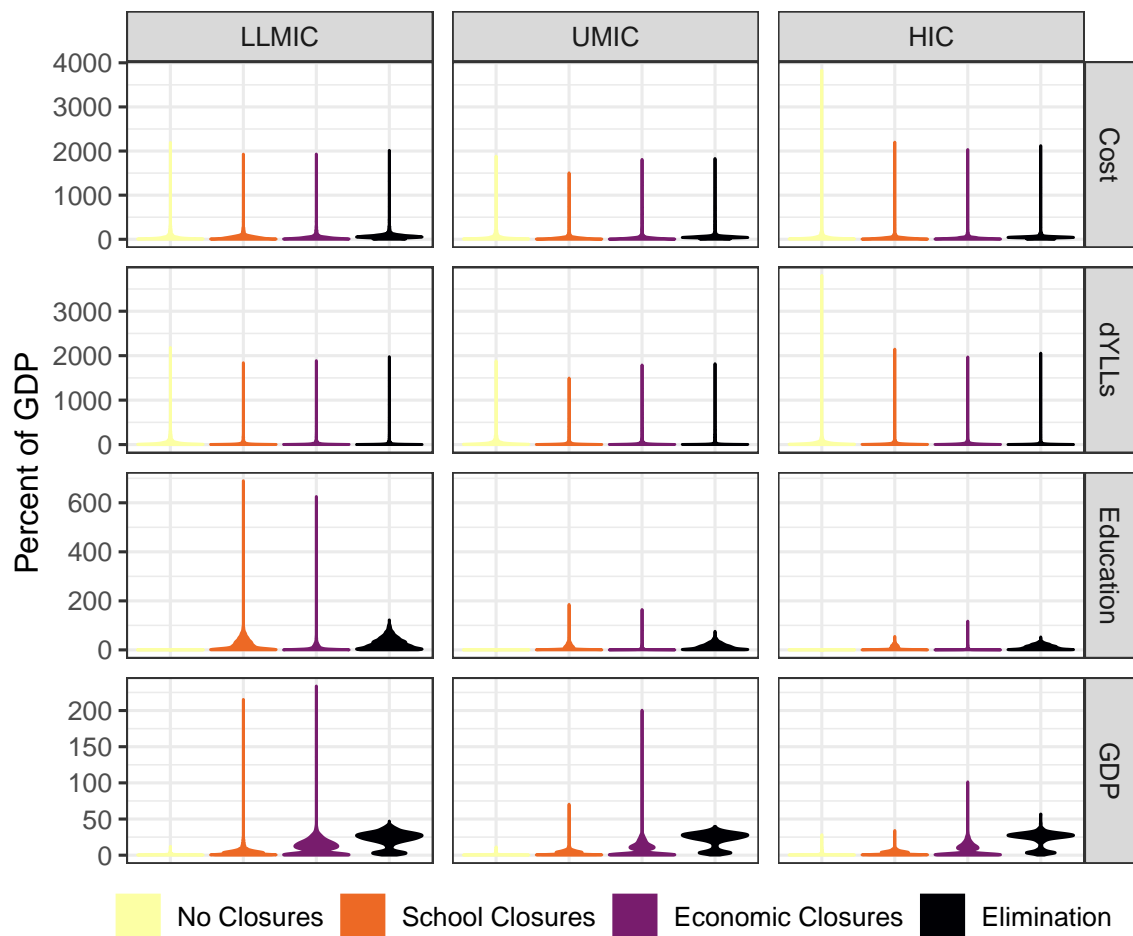 LLMIC UMIC HIC
4000
3000
2000
1000
0
Cost
3000
2000
1000
0
dYLLs
Percent of GDP
600
400
200
0
Education
200
150
100
50
0
GDP
No Closures School Closures Economic Closures Elimination